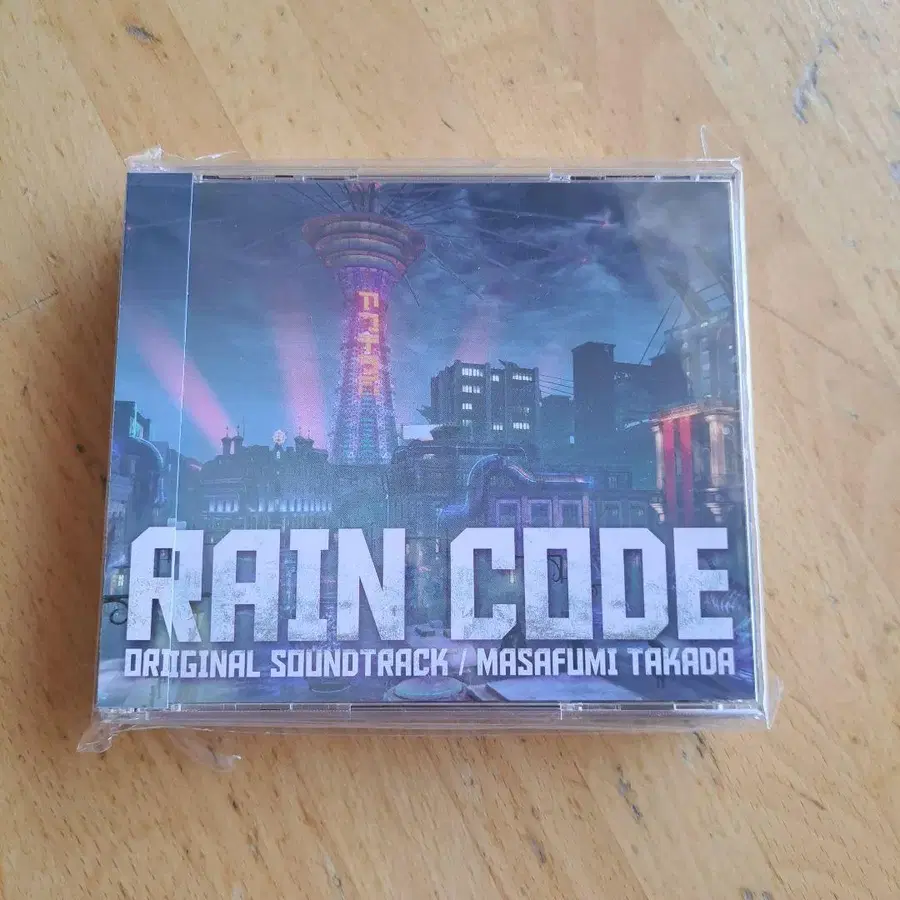 RAIN CODE
ORIGINAL SOUNDTRACK / MASAFUMI TAKADA